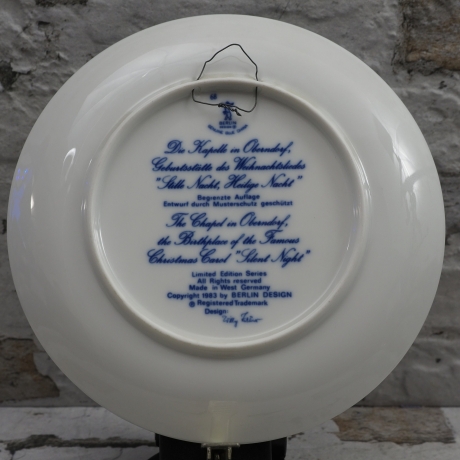 BERLIN
DESIGN
Die Kapelle in Oberndorf,
Geburtsstätte des Weihnachtsliedes
"Stille Nacht, Heilige Nacht"
Begrenzte Auflage
Entwurf durch Musterschutz geschützt
The Chapel in Oberndorf,
the Birthplace of the Famous
Christmas Carol "Silent Night"
Limited Edition Series
All Rights reserved
Made in West Germany
Copyright 1983 by BERLIN DESIGN
® Registered Trademark
Design: